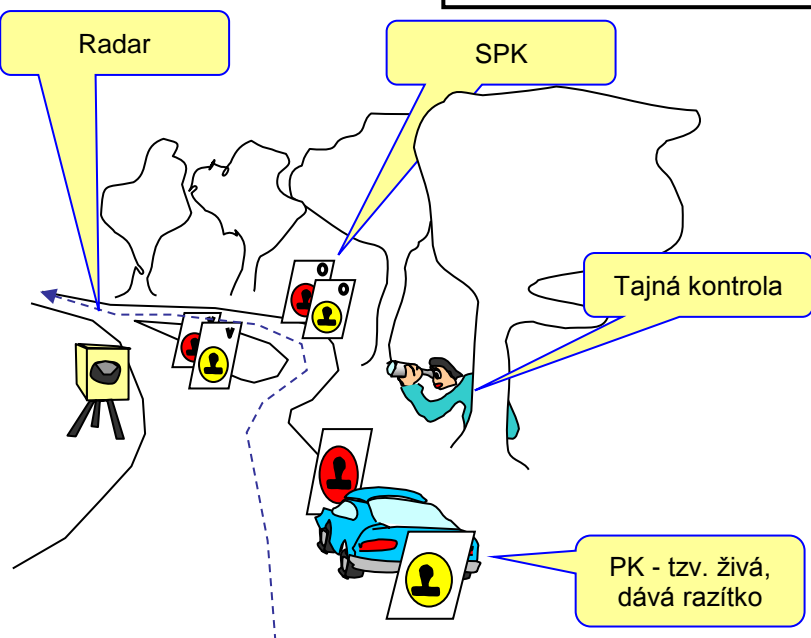 Radar
SPK
O
O
V
V
Tajná kontrola
PK - tzv. živá,
dává razítko